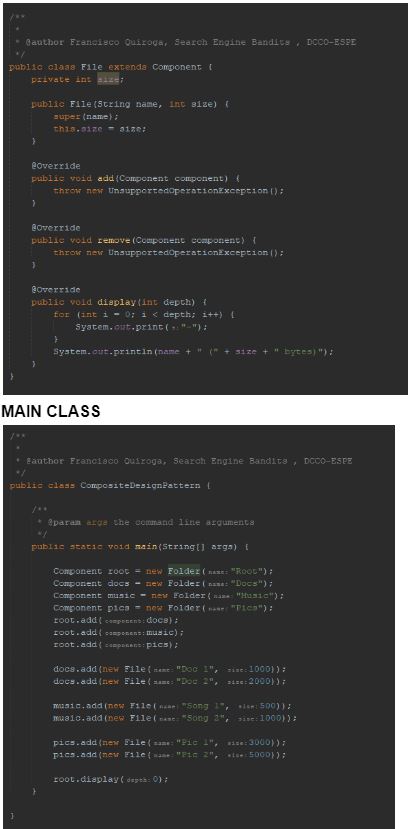 /**
*
* @author Francisco Quiroga, Search Engine Bandits , DCCO-ESPE
*/
public class File extends Component {
private int size;
public File(String name, int size) {
super(name);
this.size = size;
}
@Override
public void add(Component component) {
throw new UnsupportedOperationException();
}
@Override
public void remove(Component component) {
throw new UnsupportedOperationException();
}
@Override
public void display(int depth) {
for (int i = 0; i < depth; i++) {
System.out.print( s: "-");
}
System.out.println(name + " (" + size + " bytes)");
}
}
MAIN CLASS
/**
*
* @author Francisco Quiroga, Search Engine Bandits , DCCO-ESPE
*/
public class CompositeDesignPattern {
/**
* @param args the command line arguments
*/
public static void main(String[] args) {
Component root = new Folder( name: "Root");
Component docs = new Folder( name: "Docs");
Component music = new Folder( name: "Music");
Component pics = new Folder( name: "Pics");
root.add( component: docs);
root.add( component: music);
root.add( component: pics);
docs.add(new File( name: "Doc 1", size: 1000));
docs.add(new File( name: "Doc 2", size: 2000));
music.add(new File( name: "Song 1", size: 500));
music.add(new File( name: "Song 2", size: 1000));
pics.add(new File( name: "Pic 1", size: 3000));
pics.add(new File( name: "Pic 2", size: 5000));
root.display( depth: 0);
}
}